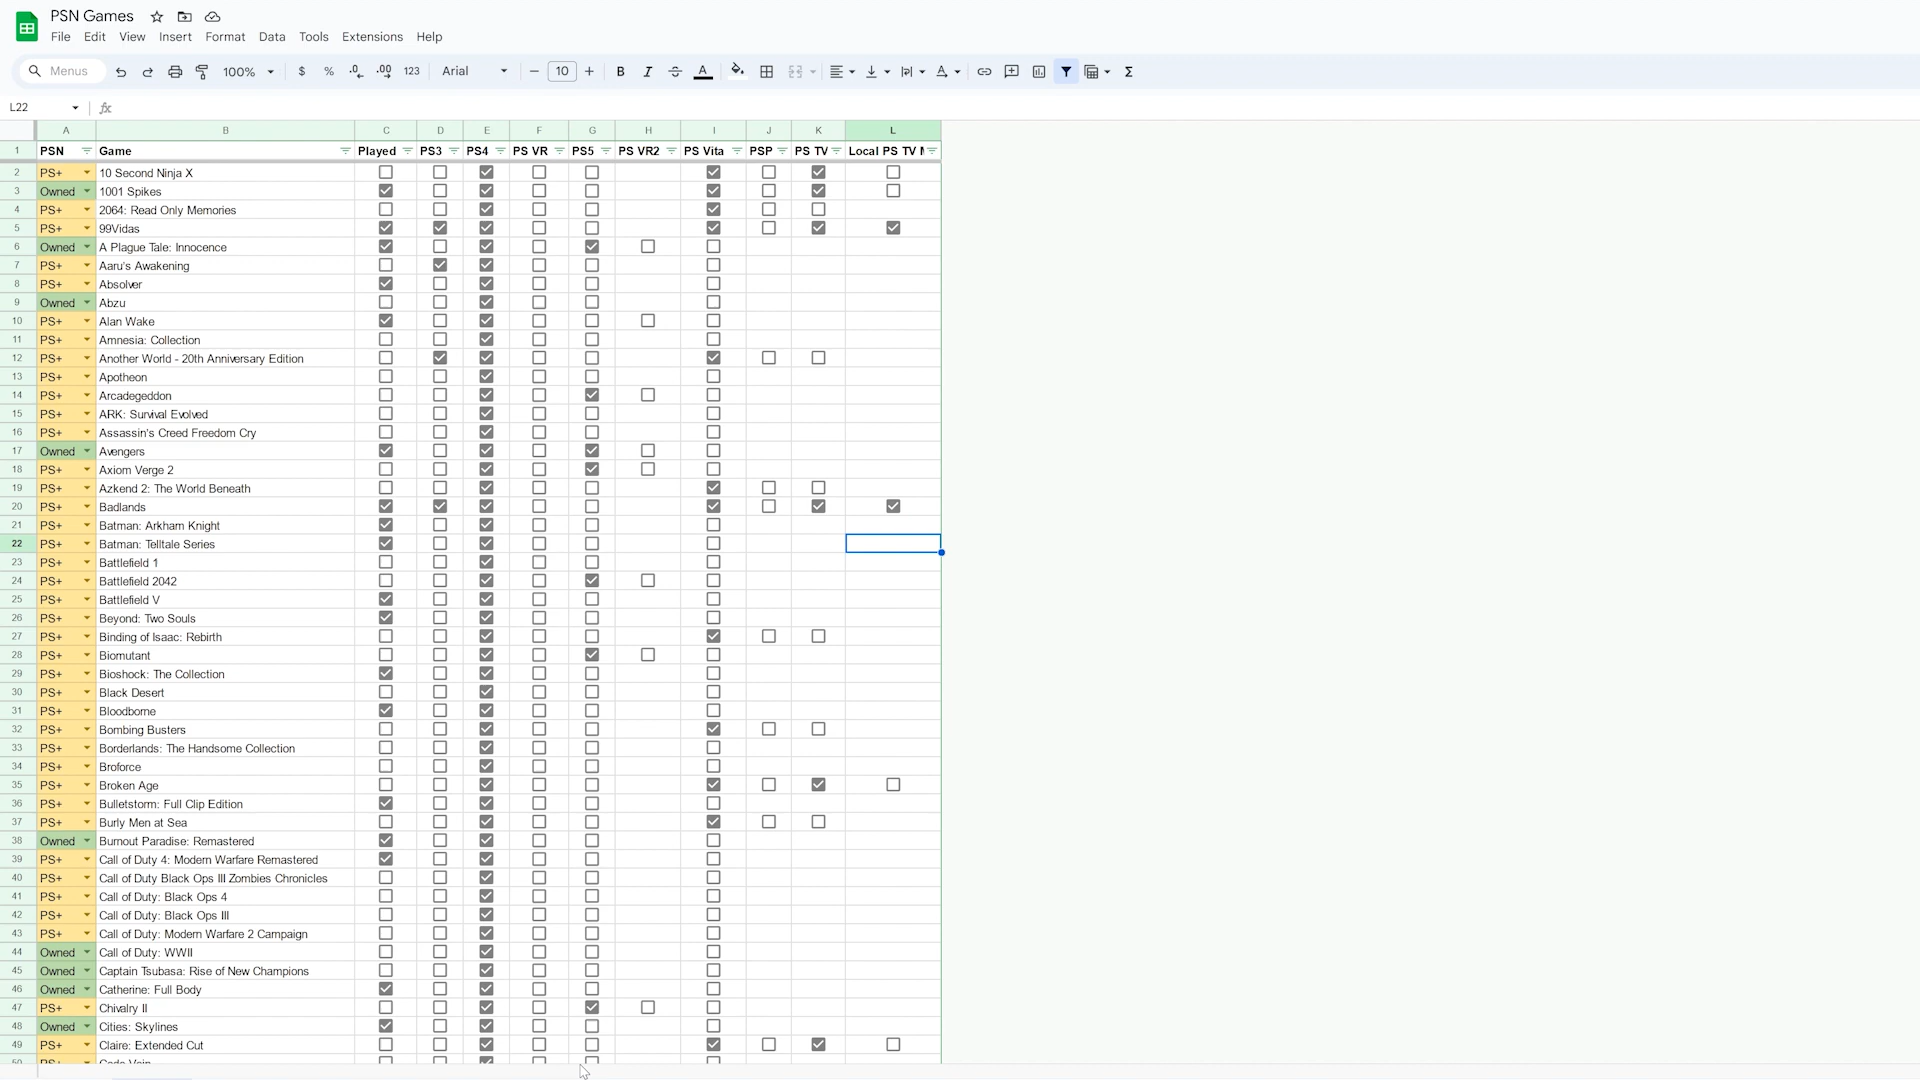 PSN Games
File Edit View Insert Format Data Tools Extensions Help
Menus 100% $ % .0 .00 123 Arial 10 B I A Σ
L22 fx
A B C D E F G H I J K L
1 PSN Game Played PS3 PS4 PS VR PS5 PS VR2 PS Vita PSP PS TV Local PS TV
2 PS+ 10 Second Ninja X
3 Owned 1001 Spikes
4 PS+ 2064: Read Only Memories
5 PS+ 99Vidas
6 Owned A Plague Tale: Innocence
7 PS+ Aaru's Awakening
8 PS+ Absolver
9 Owned Abzu
10 PS+ Alan Wake
11 PS+ Amnesia: Collection
12 PS+ Another World - 20th Anniversary Edition
13 PS+ Apotheon
14 PS+ Arcadegeddon
15 PS+ ARK: Survival Evolved
16 PS+ Assassin's Creed Freedom Cry
17 Owned Avengers
18 PS+ Axiom Verge 2
19 PS+ Azkend 2: The World Beneath
20 PS+ Badlands
21 PS+ Batman: Arkham Knight
22 PS+ Batman: Telltale Series
23 PS+ Battlefield 1
24 PS+ Battlefield 2042
25 PS+ Battlefield V
26 PS+ Beyond: Two Souls
27 PS+ Binding of Isaac: Rebirth
28 PS+ Biomutant
29 PS+ Bioshock: The Collection
30 PS+ Black Desert
31 PS+ Bloodborne
32 PS+ Bombing Busters
33 PS+ Borderlands: The Handsome Collection
34 PS+ Broforce
35 PS+ Broken Age
36 PS+ Bulletstorm: Full Clip Edition
37 PS+ Burly Men at Sea
38 Owned Burnout Paradise: Remastered
39 PS+ Call of Duty 4: Modern Warfare Remastered
40 PS+ Call of Duty Black Ops III Zombies Chronicles
41 PS+ Call of Duty: Black Ops 4
42 PS+ Call of Duty: Black Ops III
43 PS+ Call of Duty: Modern Warfare 2 Campaign
44 Owned Call of Duty: WWII
45 Owned Captain Tsubasa: Rise of New Champions
46 Owned Catherine: Full Body
47 PS+ Chivalry II
48 Owned Cities: Skylines
49 PS+ Claire: Extended Cut
50 PS+ Code Vein